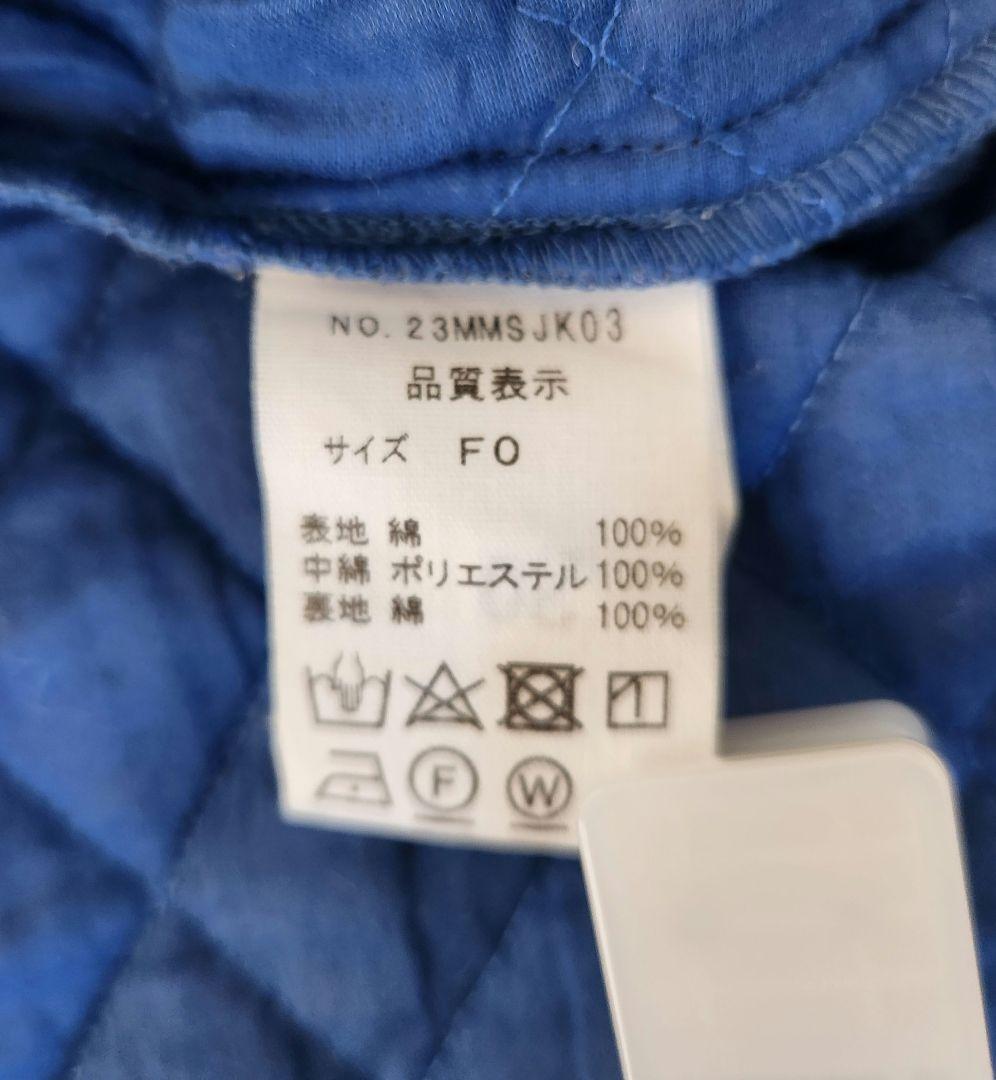 NO. 23MMSJK03
品質表示
サイズ FO
表地 綿 100%
中綿 ポリエステル 100%
裏地 綿 100%
F W